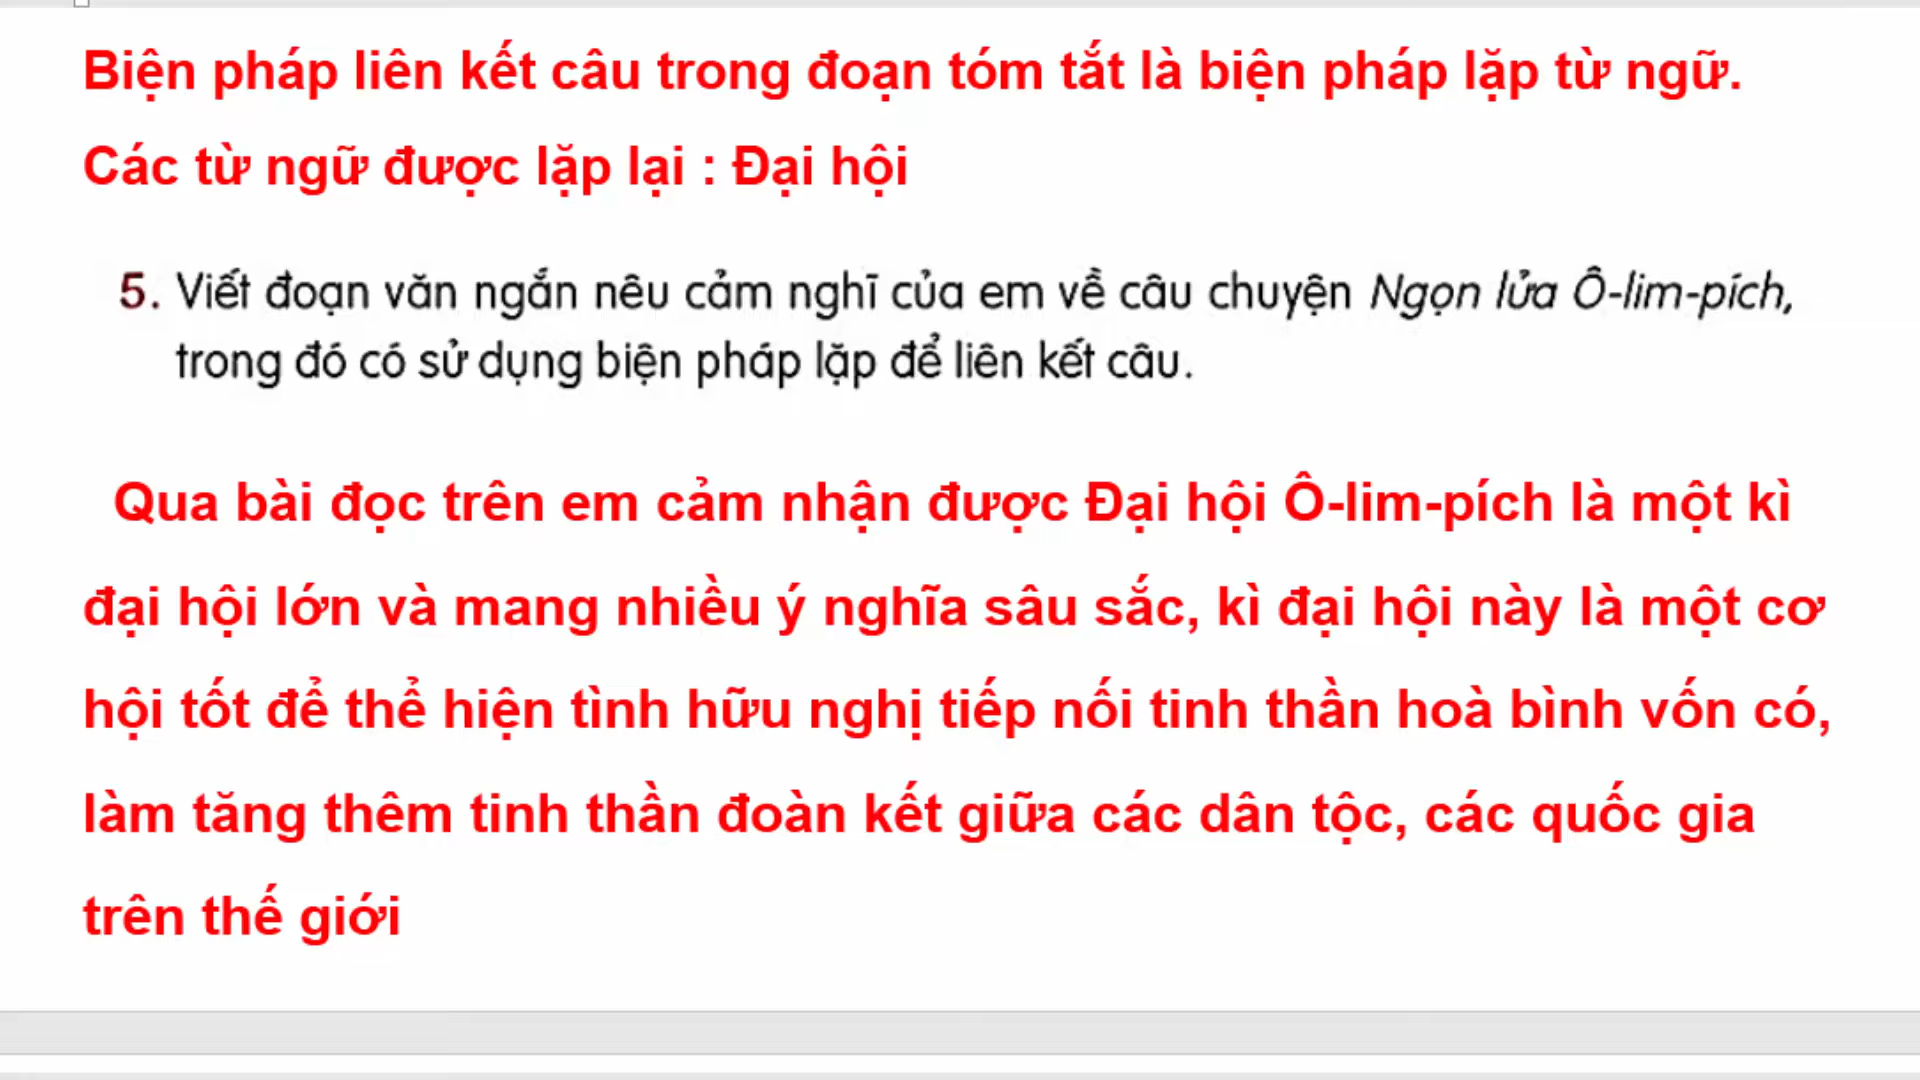 Biện pháp liên kết câu trong đoạn tóm tắt là biện pháp lặp từ ngữ.
Các từ ngữ được lặp lại : Đại hội
5. Viết đoạn văn ngắn nêu cảm nghĩ của em về câu chuyện Ngọn lửa Ô-lim-pích,
trong đó có sử dụng biện pháp lặp để liên kết câu.
Qua bài đọc trên em cảm nhận được Đại hội Ô-lim-pích là một kì
đại hội lớn và mang nhiều ý nghĩa sâu sắc, kì đại hội này là một cơ
hội tốt để thể hiện tình hữu nghị tiếp nối tinh thần hoà bình vốn có,
làm tăng thêm tinh thần đoàn kết giữa các dân tộc, các quốc gia
trên thế giới